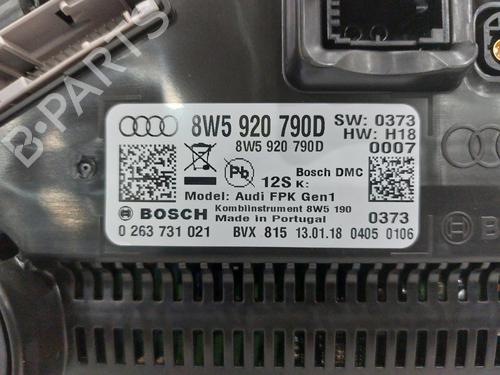 B-PARTS
8W5 920 790D
SW: 0373
HW: H18
8W5 920 790D
0007
Pb
12S K:
Bosch DMC
Model: Audi FPK Gen1
BOSCH
Kombiinstrument 8W5 190
Made in Portugal
0373
0 263 731 021
BVX 815 13.01.18 0405 0106